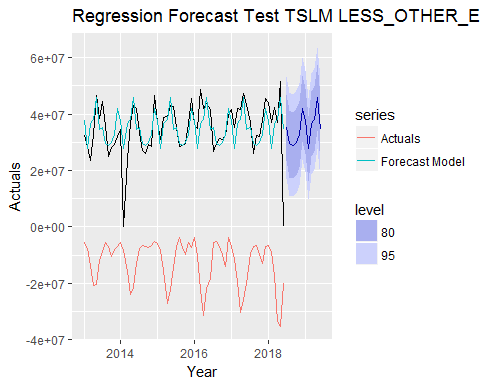 Regression Forecast Test TSLM LESS_OTHER_E
6e+07
4e+07
2e+07
0e+00
-2e+07
-4e+07
Actuals
2014
2016
2018
Year
series
Actuals
Forecast Model
level
80
95